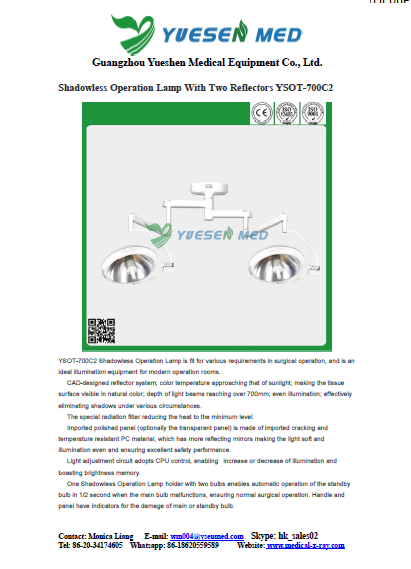 YUESEN MED
Guangzhou Yueshen Medical Equipment Co., Ltd.
Shadowless Operation Lamp With Two Reflectors YSOT-700C2
CE ISO 13485 ISO 9001
YUESEN MED
YSOT-700C2 Shadowless Operation Lamp is fit for various requirements in surgical operation, and is an
ideal illumination equipment for modern operation rooms.
CAD-designed reflector system; color temperature approaching that of sunlight; making the tissue
surface visible in natural color; depth of light beams reaching over 700mm; even illumination; effectively
eliminating shadows under various circumstances.
The special radiation filter reducing the heat to the minimum level.
Imported polished panel (optionally the transparent panel) is made of imported cracking and
temperature resistant PC material, which has more reflecting mirrors making the light soft and
illumination even and ensuring excellent safety performance.
Light adjustment circuit adopts CPU control, enabling increase or decrease of illumination and
boasting brightness memory.
One Shadowless Operation Lamp holder with two bulbs enables automatic operation of the standby
bulb in 1/2 second when the main bulb malfunctions, ensuring normal surgical operation. Handle and
panel have indicators for the damage of main or standby bulb.
Contact: Monica Liang E-mail: win004@ysenmed.com Skype: hk_sales02
Tel: 86-20-34174605 Whatsapp: 86-18620559589 Website: www.medical-x-ray.com